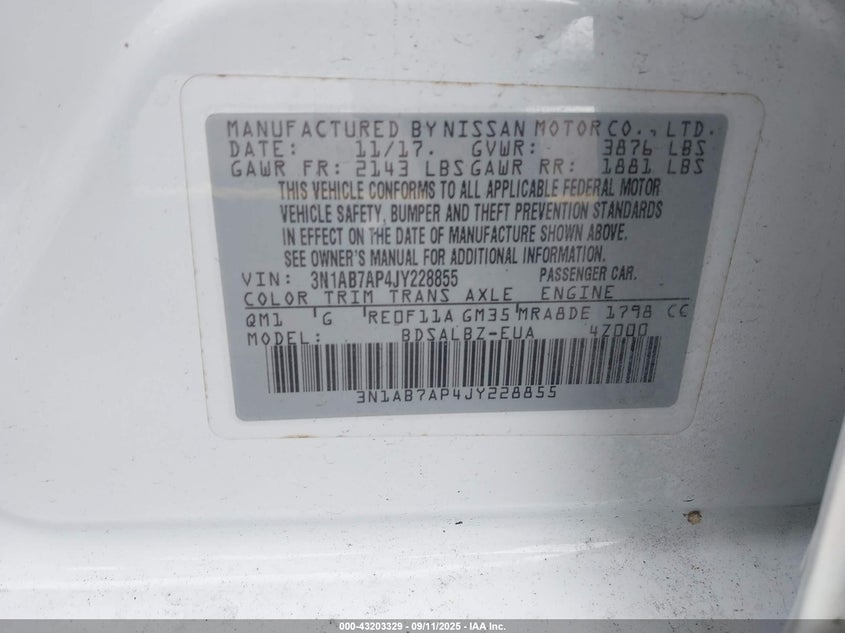 MANUFACTURED BY NISSAN MOTOR CO., LTD.
DATE: 11/17. GVWR: 3876 LBS
GAWR FR: 2143 LBS GAWR RR: 1881 LBS
THIS VEHICLE CONFORMS TO ALL APPLICABLE FEDERAL MOTOR
VEHICLE SAFETY, BUMPER AND THEFT PREVENTION STANDARDS
IN EFFECT ON THE DATE OF MANUFACTURE SHOWN ABOVE.
SEE OWNER'S MANUAL FOR ADDITIONAL INFORMATION.
VIN: 3N1AB7AP4JY228855 PASSENGER CAR.
COLOR TRIM TRANS AXLE ENGINE
QM1 G RE0F11A GM35 MRA8DE 1798 CC
MODEL: BDSALBZ-EUA 4Z000
3N1AB7AP4JY228855
000-43203329 - 09/11/2025 - IAA Inc.